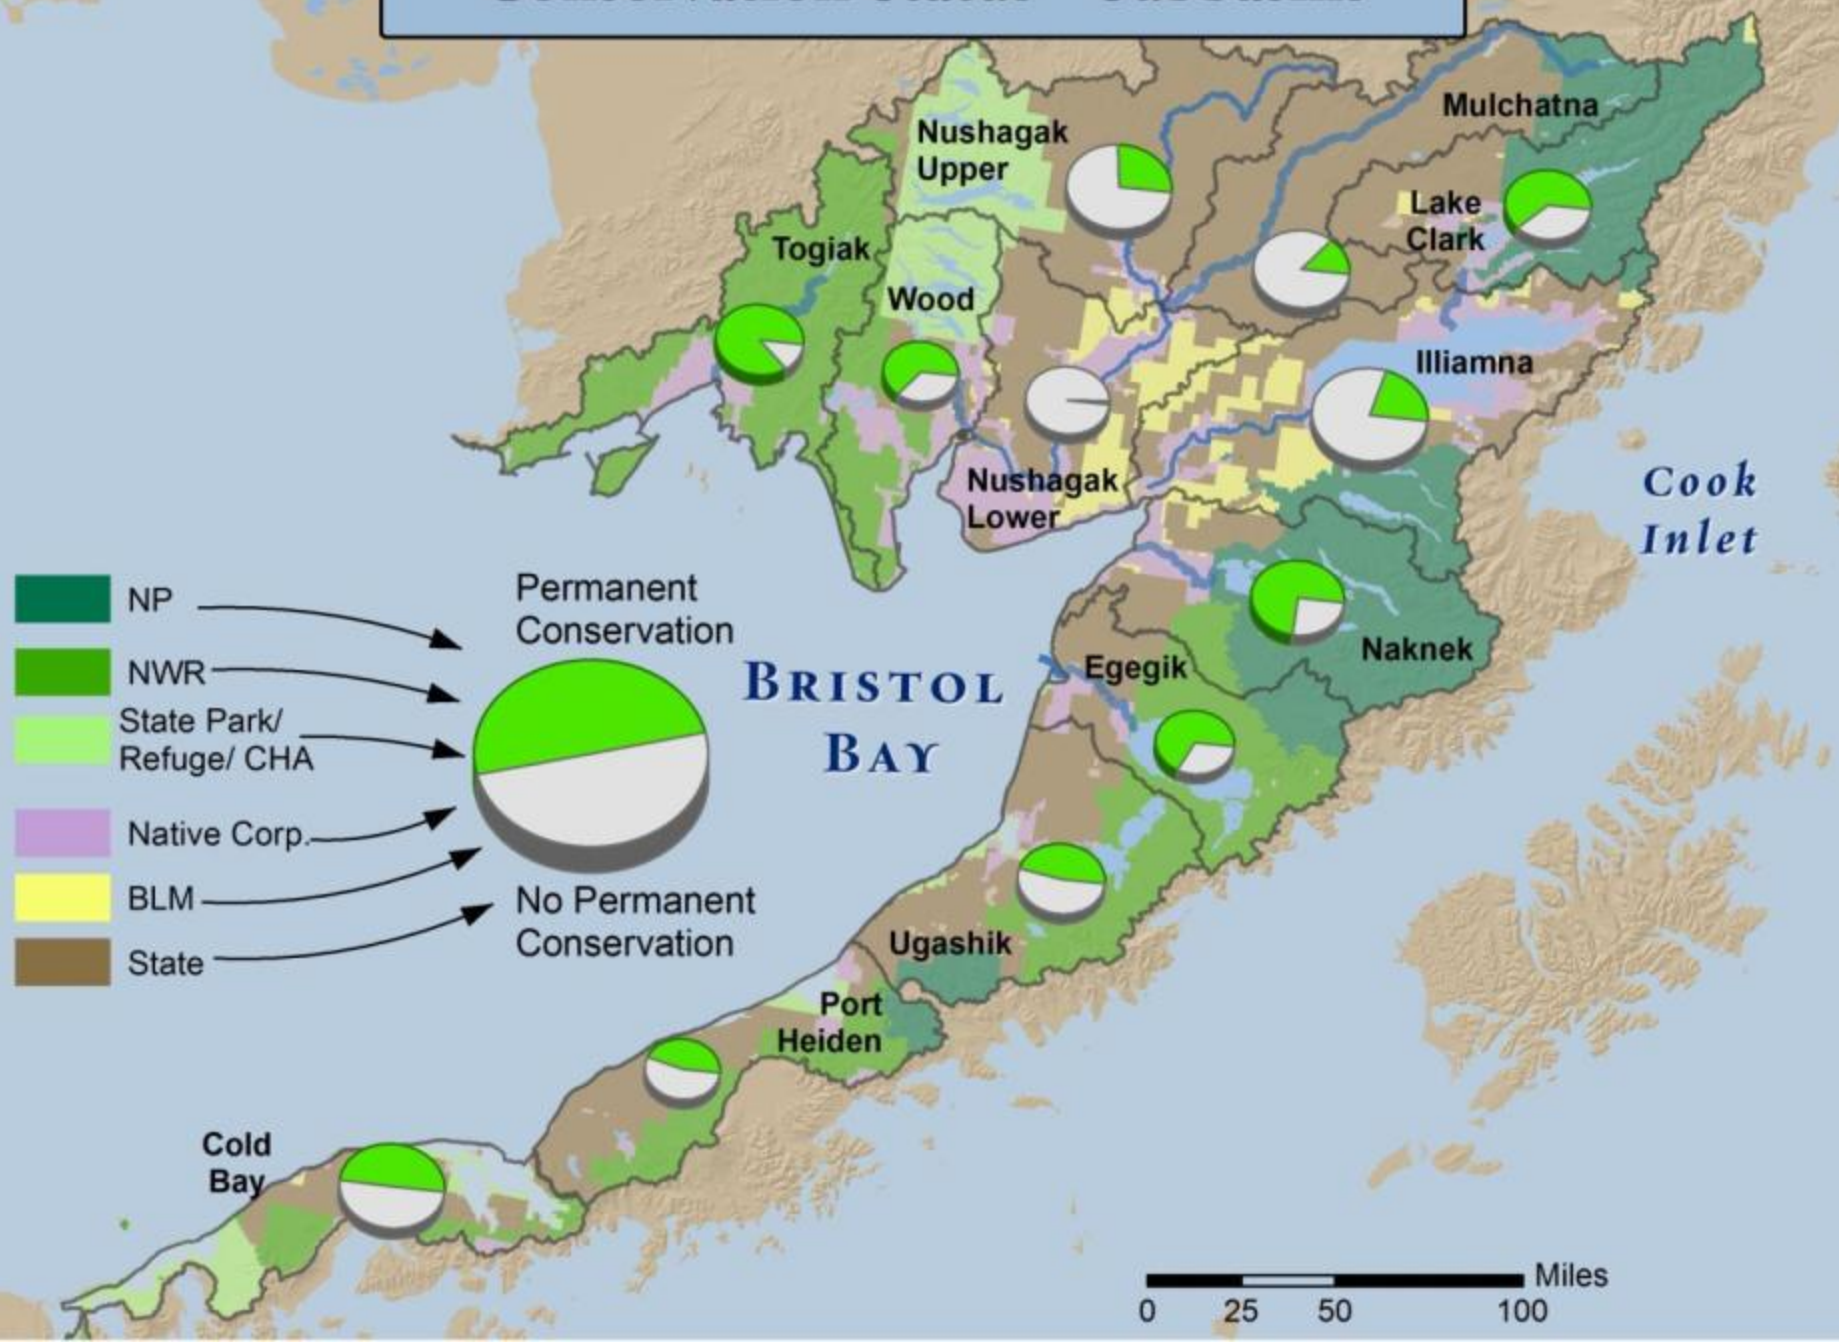 Nushagak
Upper
Mulchatna
Lake
Clark
Togiak
Wood
Illiamna
Nushagak
Lower
Cook
Inlet
NP
NWR
State Park/
Refuge/ CHA
Native Corp.
BLM
State
Permanent
Conservation
No Permanent
Conservation
BRISTOL
BAY
Egegik
Naknek
Ugashik
Port
Heiden
Cold
Bay
Miles
0 25 50 100